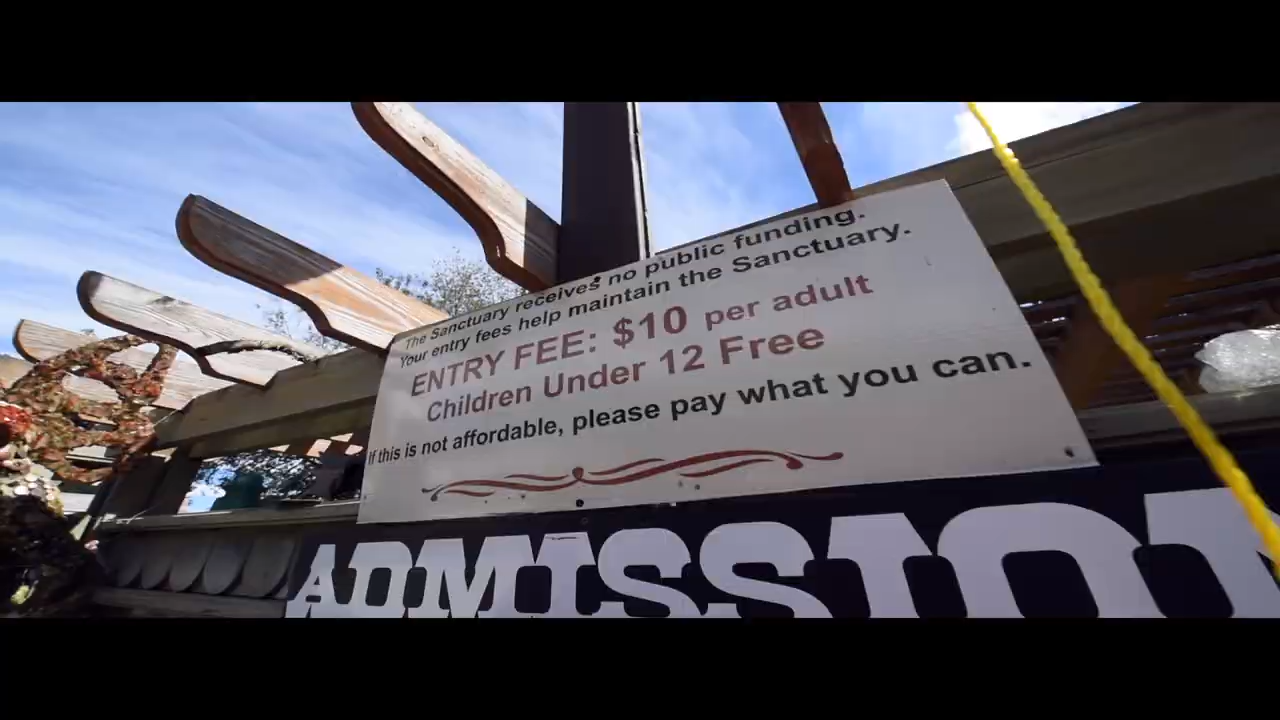 The Sanctuary receives no public funding.
Your entry fees help maintain the Sanctuary.
ENTRY FEE: $10 per adult
Children Under 12 Free
If this is not affordable, please pay what you can.
ADMISSION